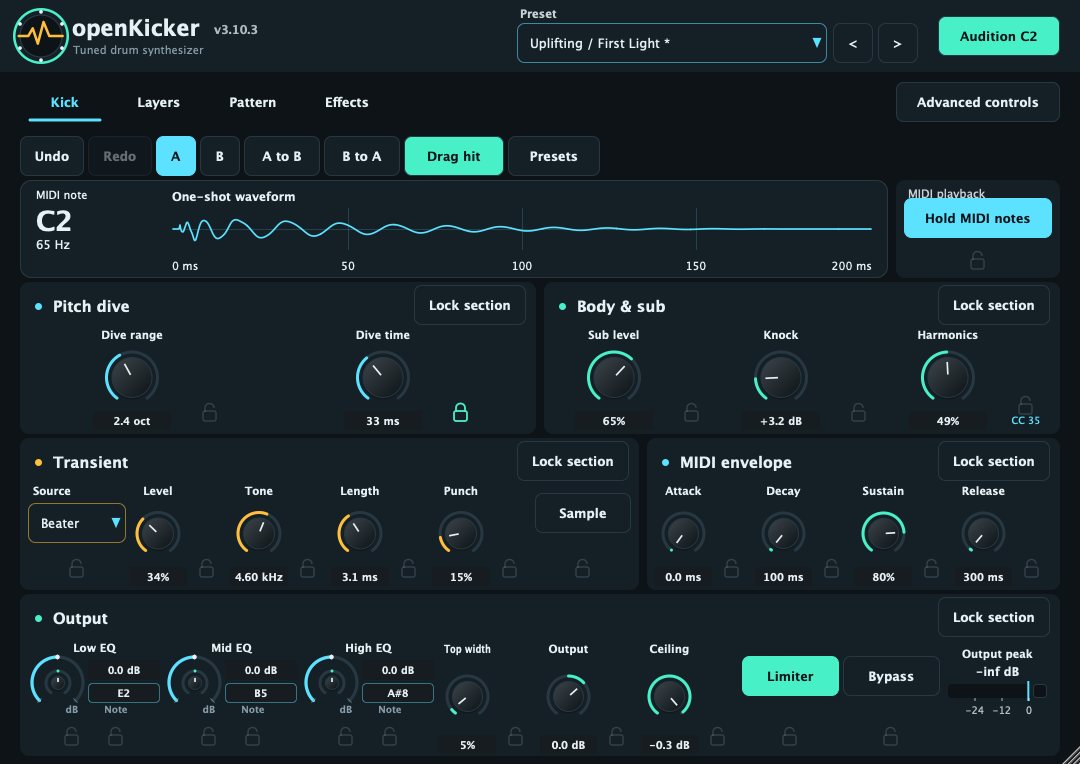 openKicker v3.10.3
Tuned drum synthesizer
Preset
Uplifting / First Light *
<
>
Audition C2
Kick
Layers
Pattern
Effects
Advanced controls
Undo
Redo
A
B
A to B
B to A
Drag hit
Presets
MIDI note
C2
65 Hz
One-shot waveform
0 ms
50
100
150
200 ms
MIDI playback
Hold MIDI notes
Pitch dive
Lock section
Dive range
Dive time
2.4 oct
33 ms
Body & sub
Lock section
Sub level
Knock
Harmonics
65%
+3.2 dB
49%
CC 35
Transient
Lock section
Source
Level
Tone
Length
Punch
Beater
Sample
34%
4.60 kHz
3.1 ms
15%
MIDI envelope
Lock section
Attack
Decay
Sustain
Release
0.0 ms
100 ms
80%
300 ms
Output
Lock section
Low EQ
0.0 dB
E2
dB
Note
Mid EQ
0.0 dB
B5
dB
Note
High EQ
0.0 dB
A#8
dB
Note
Top width
5%
Output
0.0 dB
Ceiling
−0.3 dB
Limiter
Bypass
Output peak
−inf dB
−24
−12
0